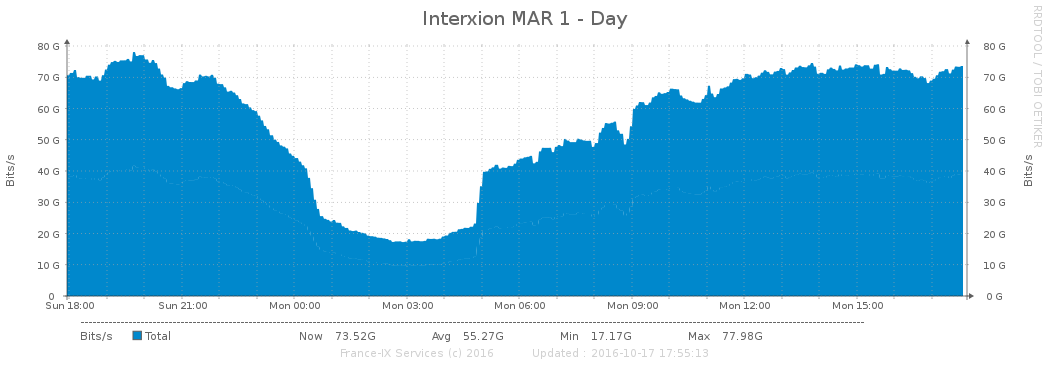 Interxion MAR 1 - Day
RRDTOOL / TOBI OETIKER
Bits/s
80 G 80 G
70 G 70 G
60 G 60 G
50 G 50 G
40 G 40 G
30 G 30 G
20 G 20 G
10 G 10 G
0 0 G
Bits/s
Sun 18:00 Sun 21:00 Mon 00:00 Mon 03:00 Mon 06:00 Mon 09:00 Mon 12:00 Mon 15:00
Bits/s Total Now 73.52G Avg 55.27G Min 17.17G Max 77.98G
France-IX Services (c) 2016 Updated : 2016-10-17 17:55:13